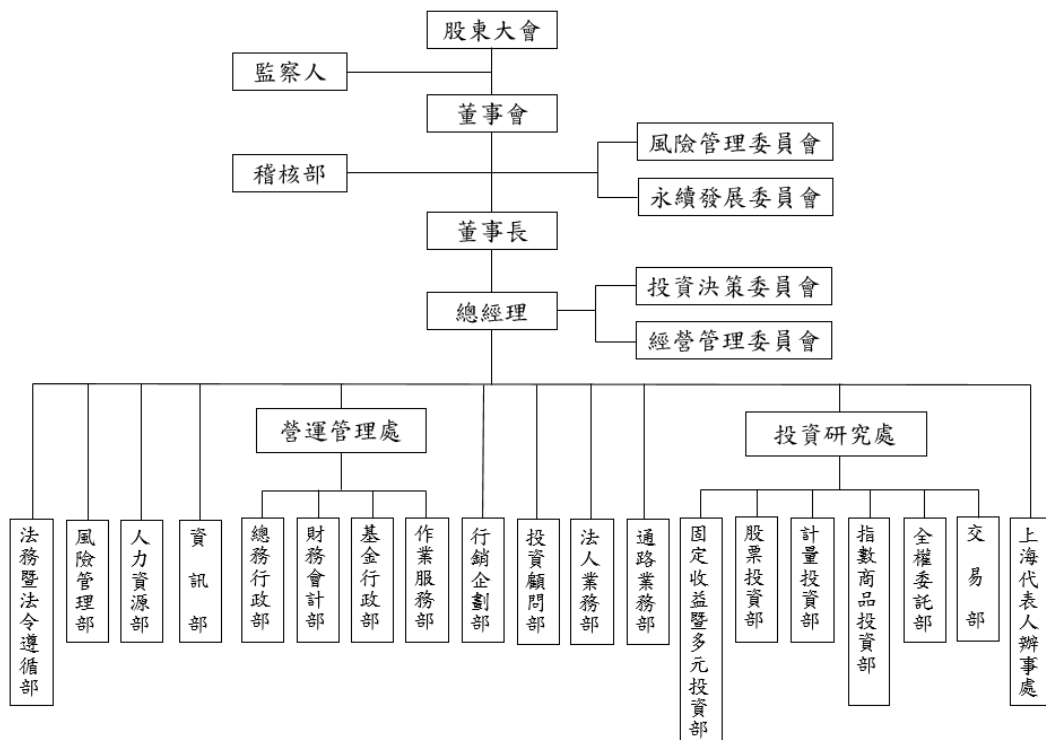 股東大會
監察人
董事會
風險管理委員會
稽核部
永續發展委員會
董事長
投資決策委員會
總經理
經營管理委員會
營運管理處
投資研究處
法務暨法令遵循部
風險管理部
人力資源部
資訊部
總務行政部
財務會計部
基金行政部
作業服務部
行銷企劃部
投資顧問部
法人業務部
通路業務部
固定收益暨多元投資部
股票投資部
計量投資部
指數商品投資部
全權委託部
交易部
上海代表人辦事處